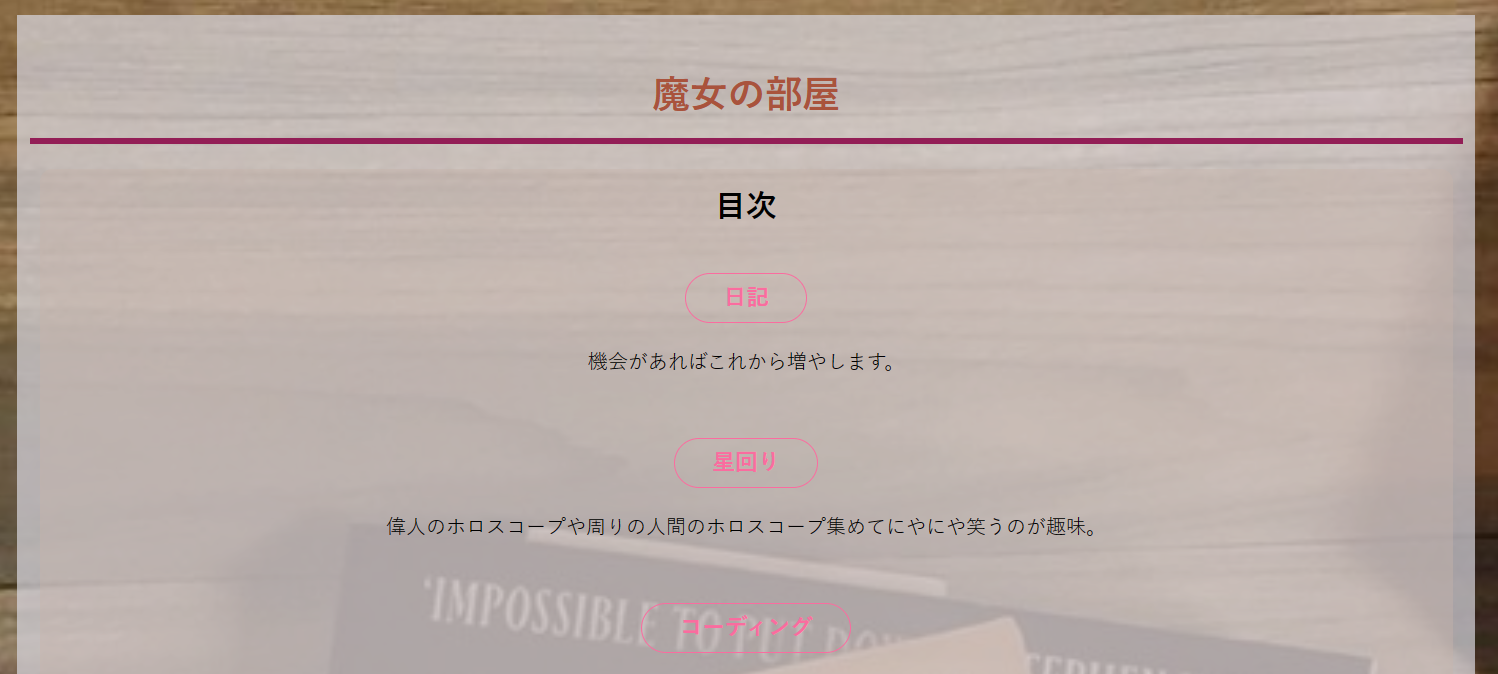 魔女の部屋
目次
日記
機会があればこれから増やします。
星回り
偉人のホロスコープや周りの人間のホロスコープ集めてにやにや笑うのが趣味。
コーディング
'IMPOSSIBLE TO PUT